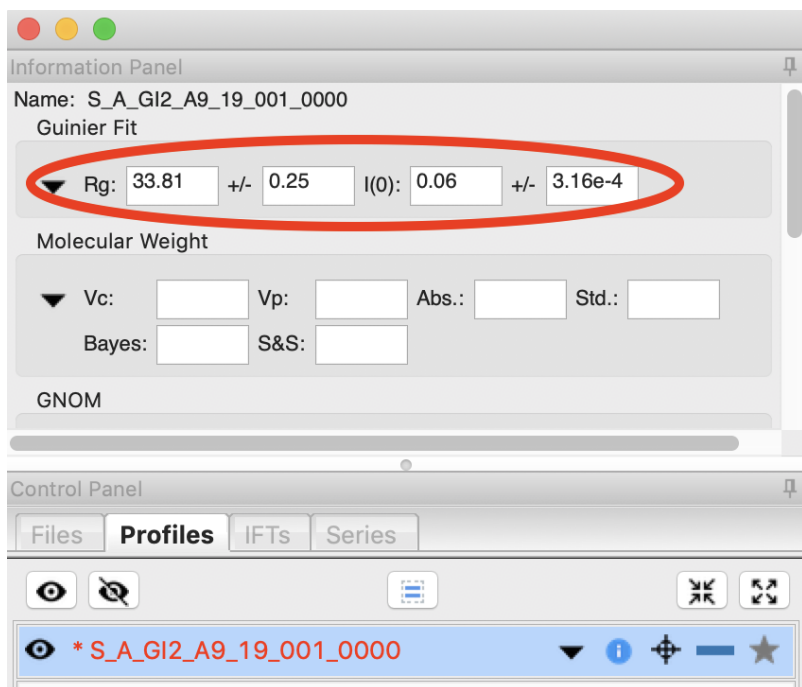 Information Panel
Name: S_A_GI2_A9_19_001_0000
Guinier Fit
Rg: 33.81 +/- 0.25 I(0): 0.06 +/- 3.16e-4
Molecular Weight
Vc: Vp: Abs.: Std.:
Bayes: S&S:
GNOM
Control Panel
Files Profiles IFTs Series
* S_A_GI2_A9_19_001_0000